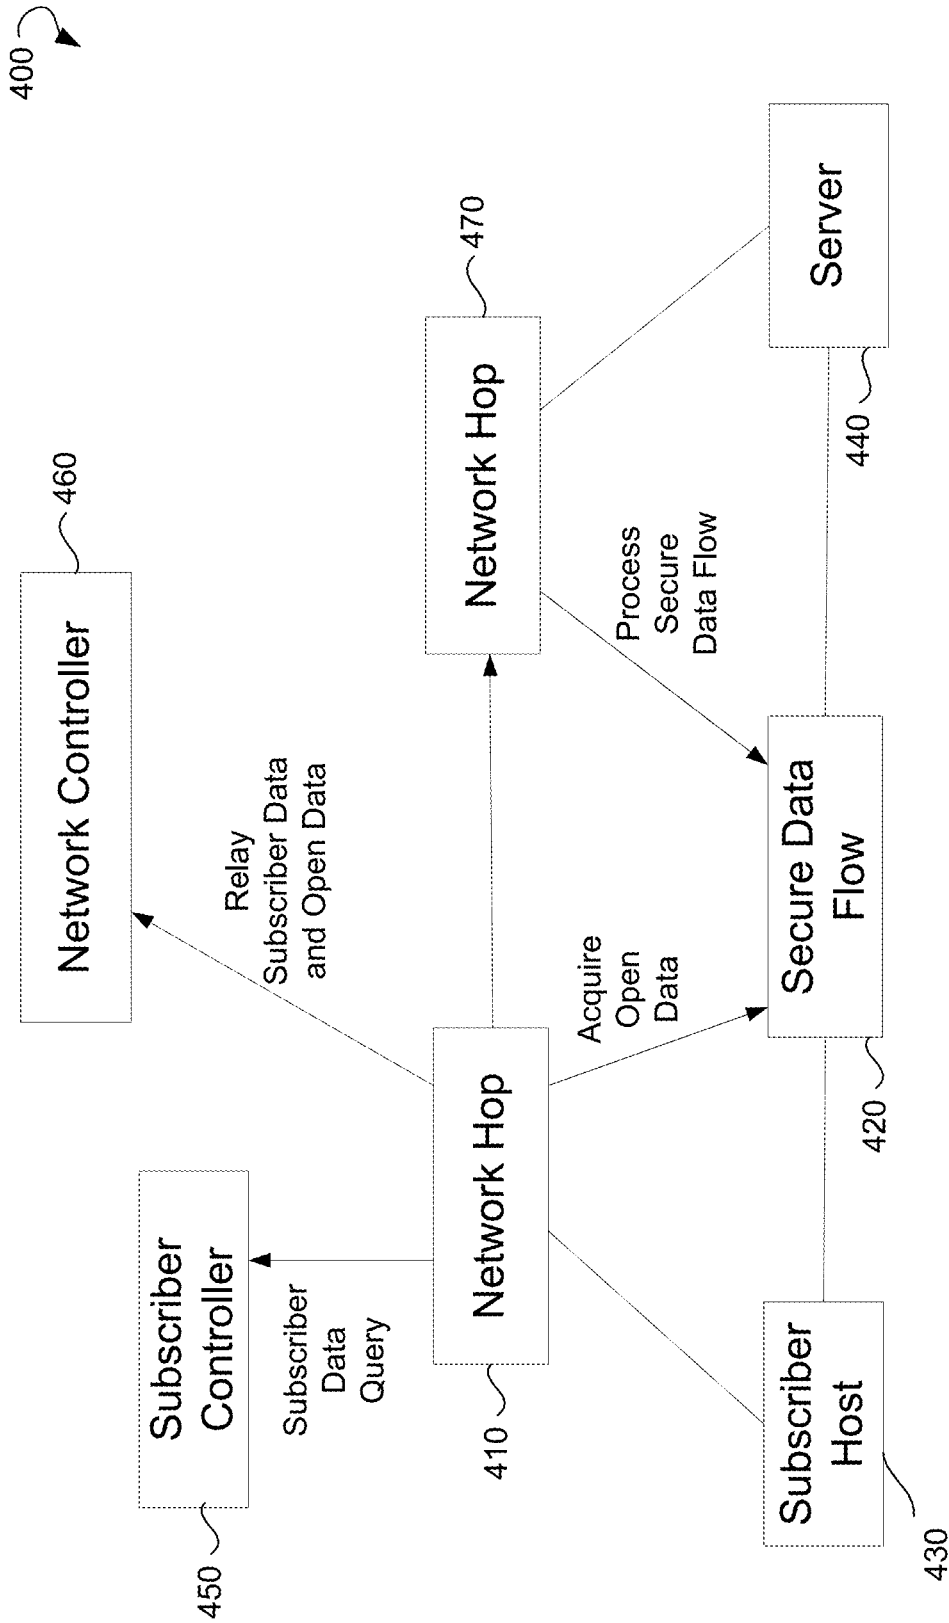 400
Network Controller
460
Subscriber
Controller
450
Relay
Subscriber Data
and Open Data
Subscriber
Data
Query
Network Hop
410
Network Hop
470
Acquire
Open
Data
Process
Secure
Data Flow
Subscriber
Host
430
Secure Data
Flow
420
Server
440